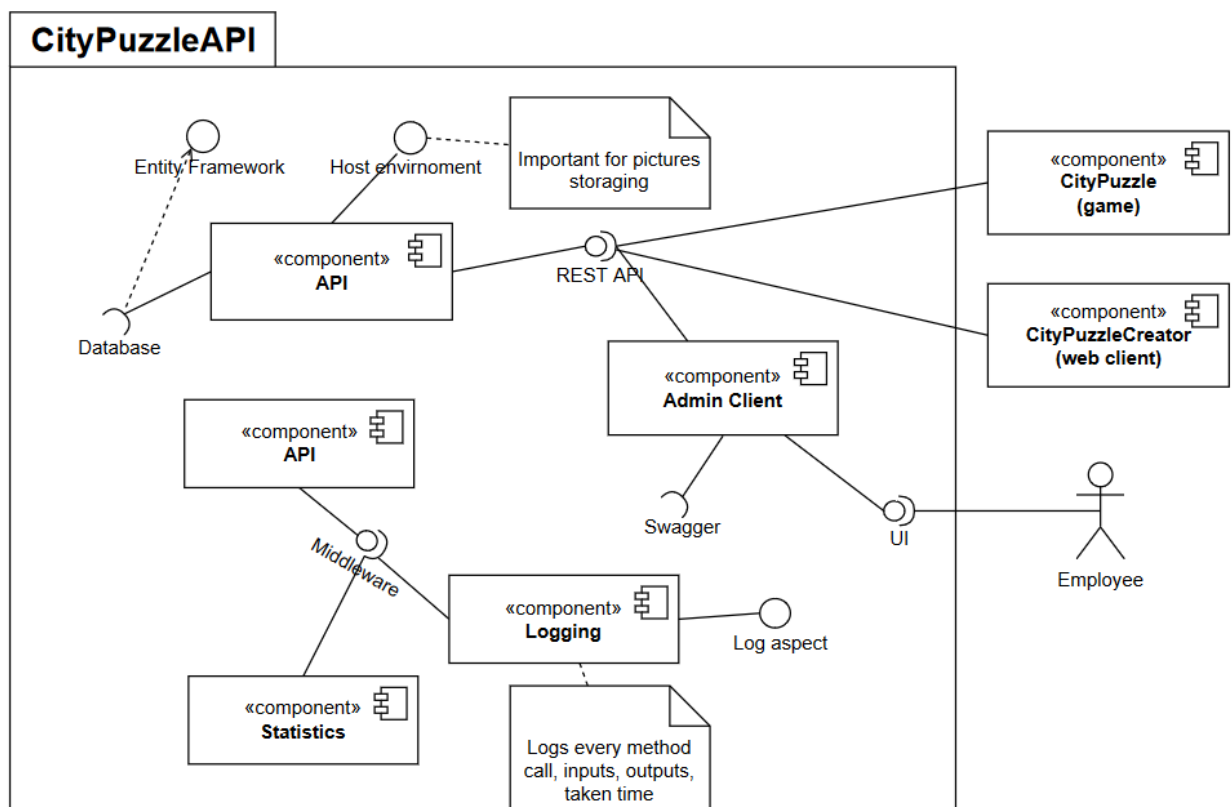 CityPuzzleAPI
Entity Framework
Host envirnoment
Important for pictures
storaging
«component»
CityPuzzle
(game)
«component»
API
REST API
Database
«component»
CityPuzzleCreator
(web client)
«component»
Admin Client
«component»
API
Swagger
UI
Employee
Middleware
«component»
Logging
Log aspect
«component»
Statistics
Logs every method
call, inputs, outputs,
taken time